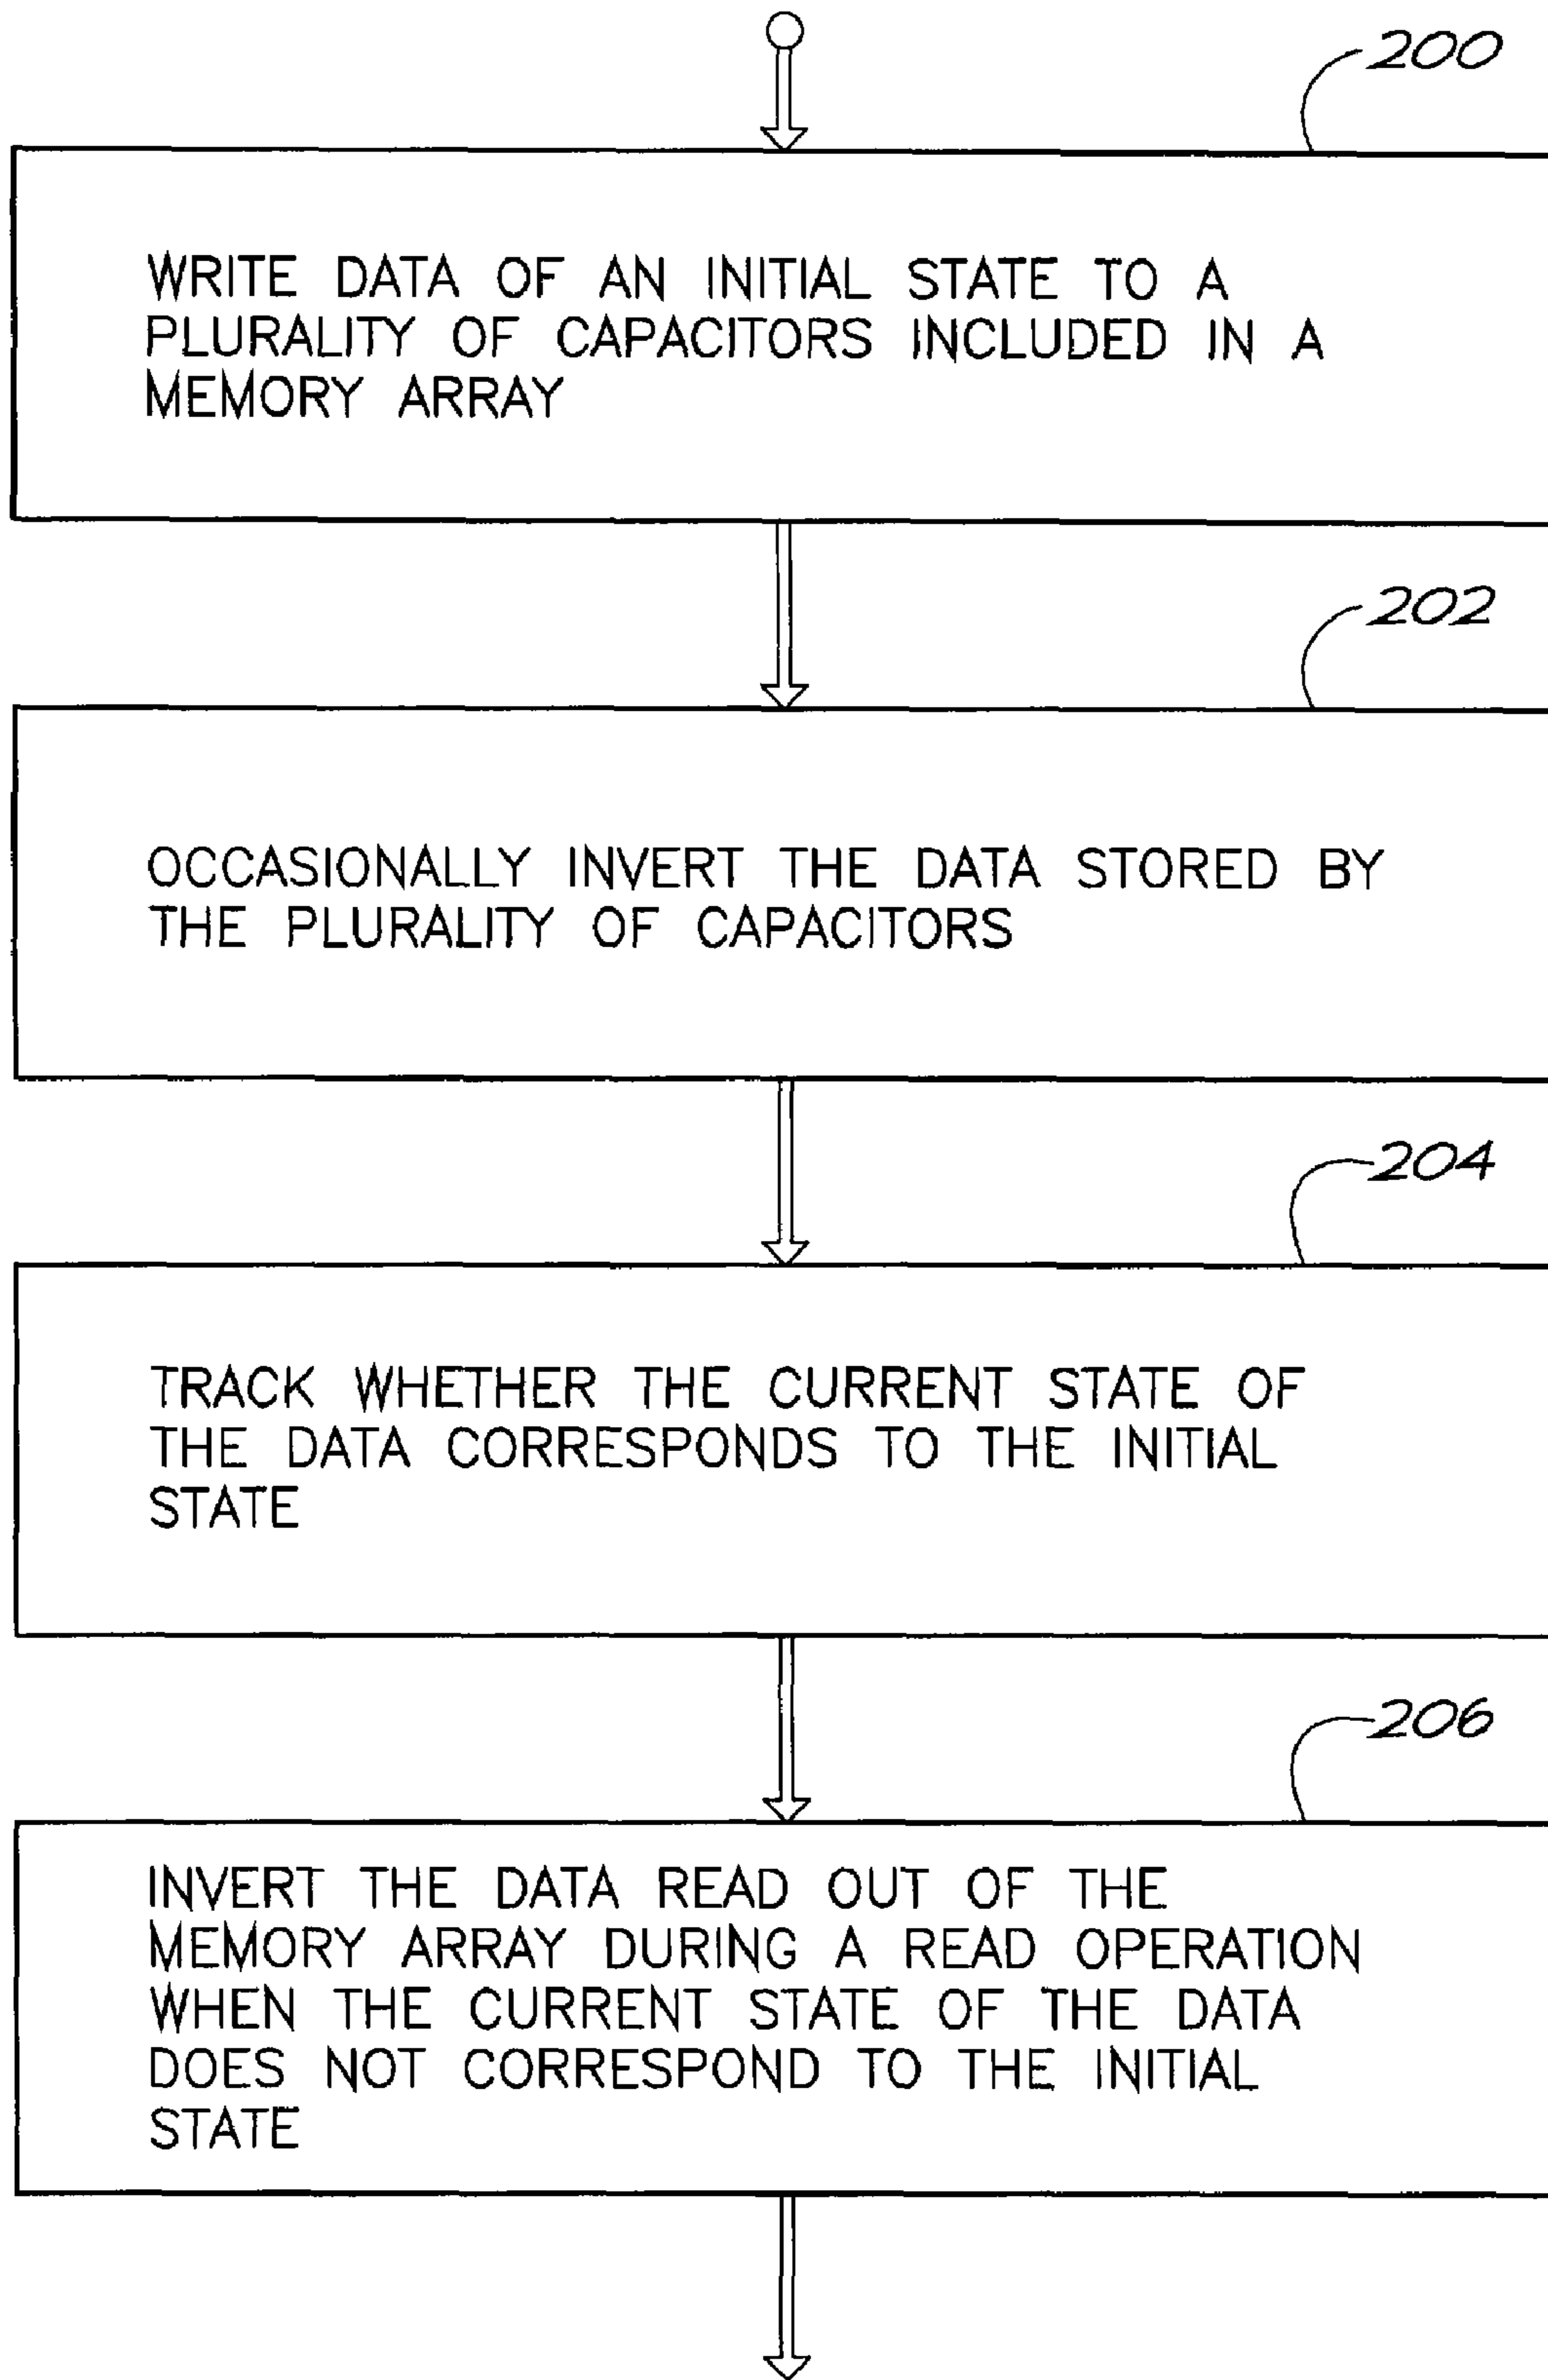 200
WRITE DATA OF AN INITIAL STATE TO A
PLURALITY OF CAPACITORS INCLUDED IN A
MEMORY ARRAY
202
OCCASIONALLY INVERT THE DATA STORED BY
THE PLURALITY OF CAPACITORS
204
TRACK WHETHER THE CURRENT STATE OF
THE DATA CORRESPONDS TO THE INITIAL
STATE
206
INVERT THE DATA READ OUT OF THE
MEMORY ARRAY DURING A READ OPERATION
WHEN THE CURRENT STATE OF THE DATA
DOES NOT CORRESPOND TO THE INITIAL
STATE